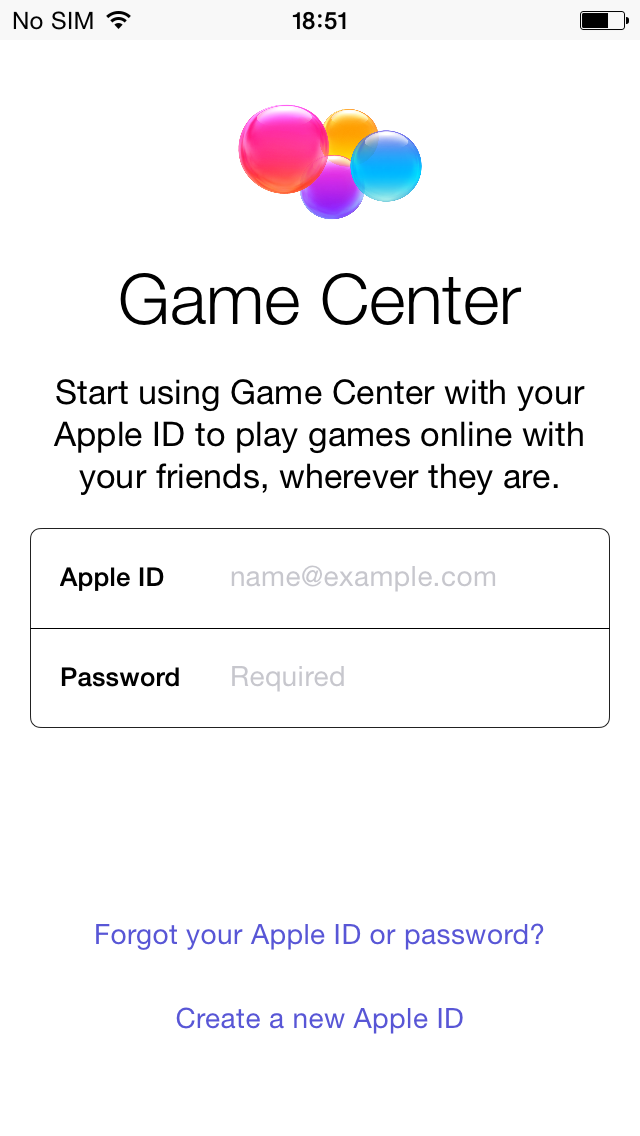 No SIM 18:51
Game Center
Start using Game Center with your
Apple ID to play games online with
your friends, wherever they are.
Apple ID name@example.com
Password Required
Forgot your Apple ID or password?
Create a new Apple ID